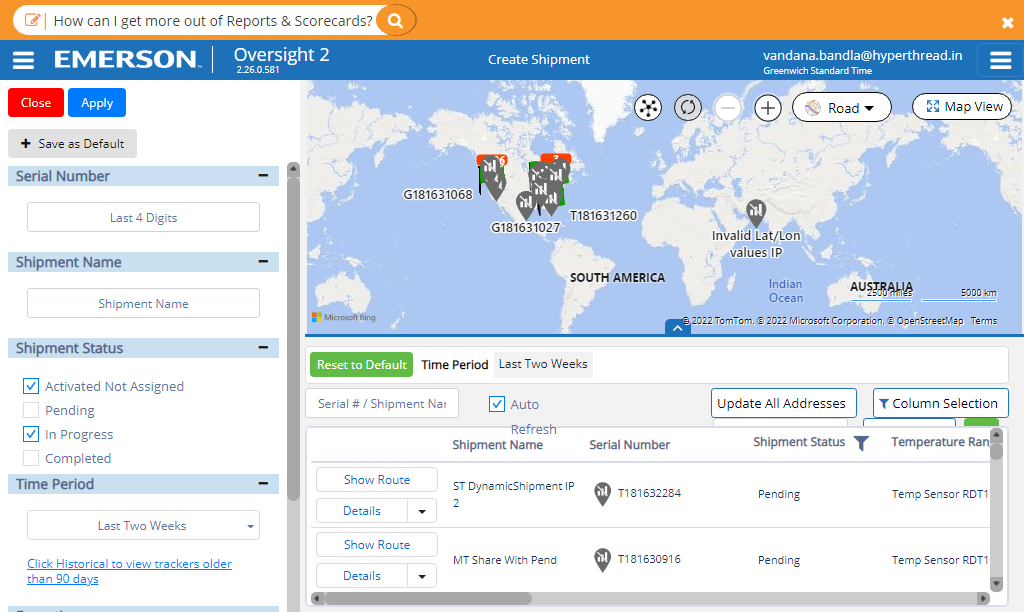 How can I get more out of Reports & Scorecards?
EMERSON
Oversight 2
2.26.0.581
Create Shipment
vandana.bandla@hyperthread.in
Greenwich Standard Time
Close
Apply
+ Save as Default
Serial Number
Last 4 Digits
Shipment Name
Shipment Name
Shipment Status
Activated Not Assigned
Pending
In Progress
Completed
Time Period
Last Two Weeks
Click Historical to view trackers older
than 90 days
Road
Map View
G181631068
T181631260
G181631027
Invalid Lat/Lon
values IP
SOUTH AMERICA
Indian
Ocean
AUSTRALIA
2500 miles
5000 km
Microsoft Bing
© 2022 TomTom, © 2022 Microsoft Corporation, © OpenStreetMap Terms
Reset to Default
Time Period
Last Two Weeks
Serial # / Shipment Nar
Auto
Refresh
Update All Addresses
Column Selection
Shipment Name
Serial Number
Shipment Status
Temperature Ran
Show Route
Details
ST DynamicShipment IP
2
T181632284
Pending
Temp Sensor RDT1
Show Route
Details
MT Share With Pend
T181630916
Pending
Temp Sensor RDT1